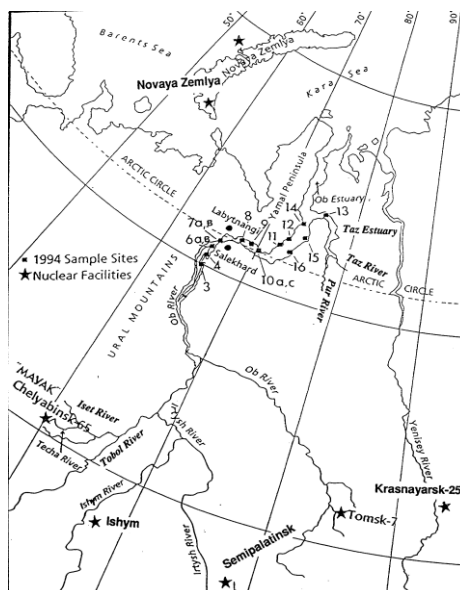 50°
60°
70°
80°
90°
Barents Sea
Novaya Zemlya
Novaya Zemlya
Kara Sea
ARCTIC CIRCLE
Yamal Peninsula
Ob Estuary
14
13
12
Taz Estuary
Labytnangi
8
9
11
7a,B
6a,B
15
Taz River
16
1994 Sample Sites
Nuclear Facilities
Salekhard
4
3
10a,c
Pur River
ARCTIC
CIRCLE
URAL MOUNTAINS
Ob River
Ob River
MAYAK
Chelyabinsk-65
Iset River
Irtysh River
Techa River
Tobol River
Yenisey River
Krasnayarsk-25
Ishym River
Ishym
Tomsk-7
Irtysh River
Semipalatinsk